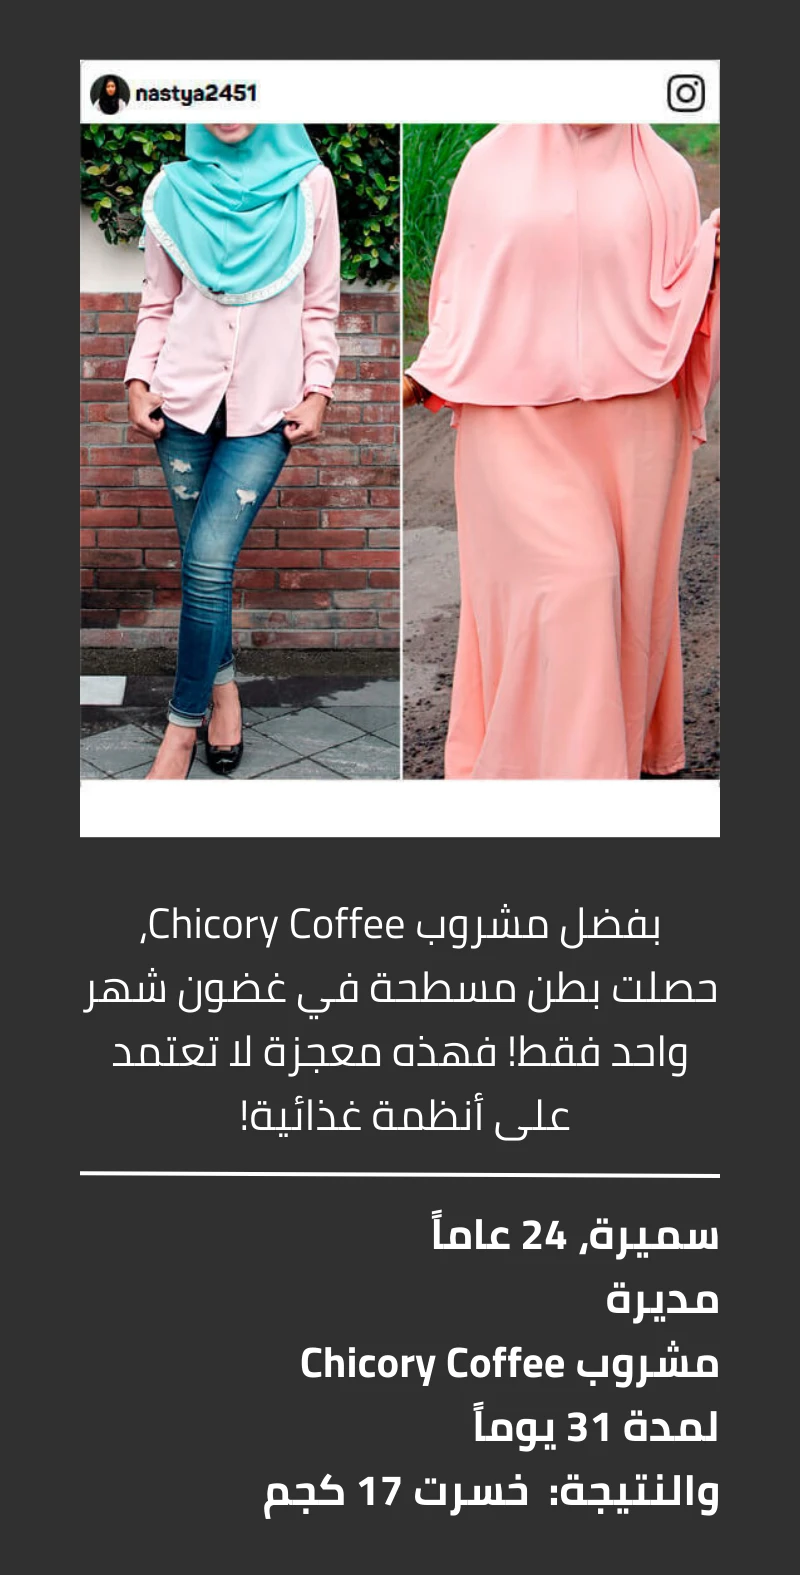 nastya2451
بفضل مشروب Chicory Coffee,
حصلت بطن مسطحة في غضون شهر
واحد فقط! فهذه معجزة لا تعتمد
على أنظمة غذائية!
سميرة, 24 عاماً
مديرة
مشروب Chicory Coffee
لمدة 31 يوماً
والنتيجة: خسرت 17 كجم